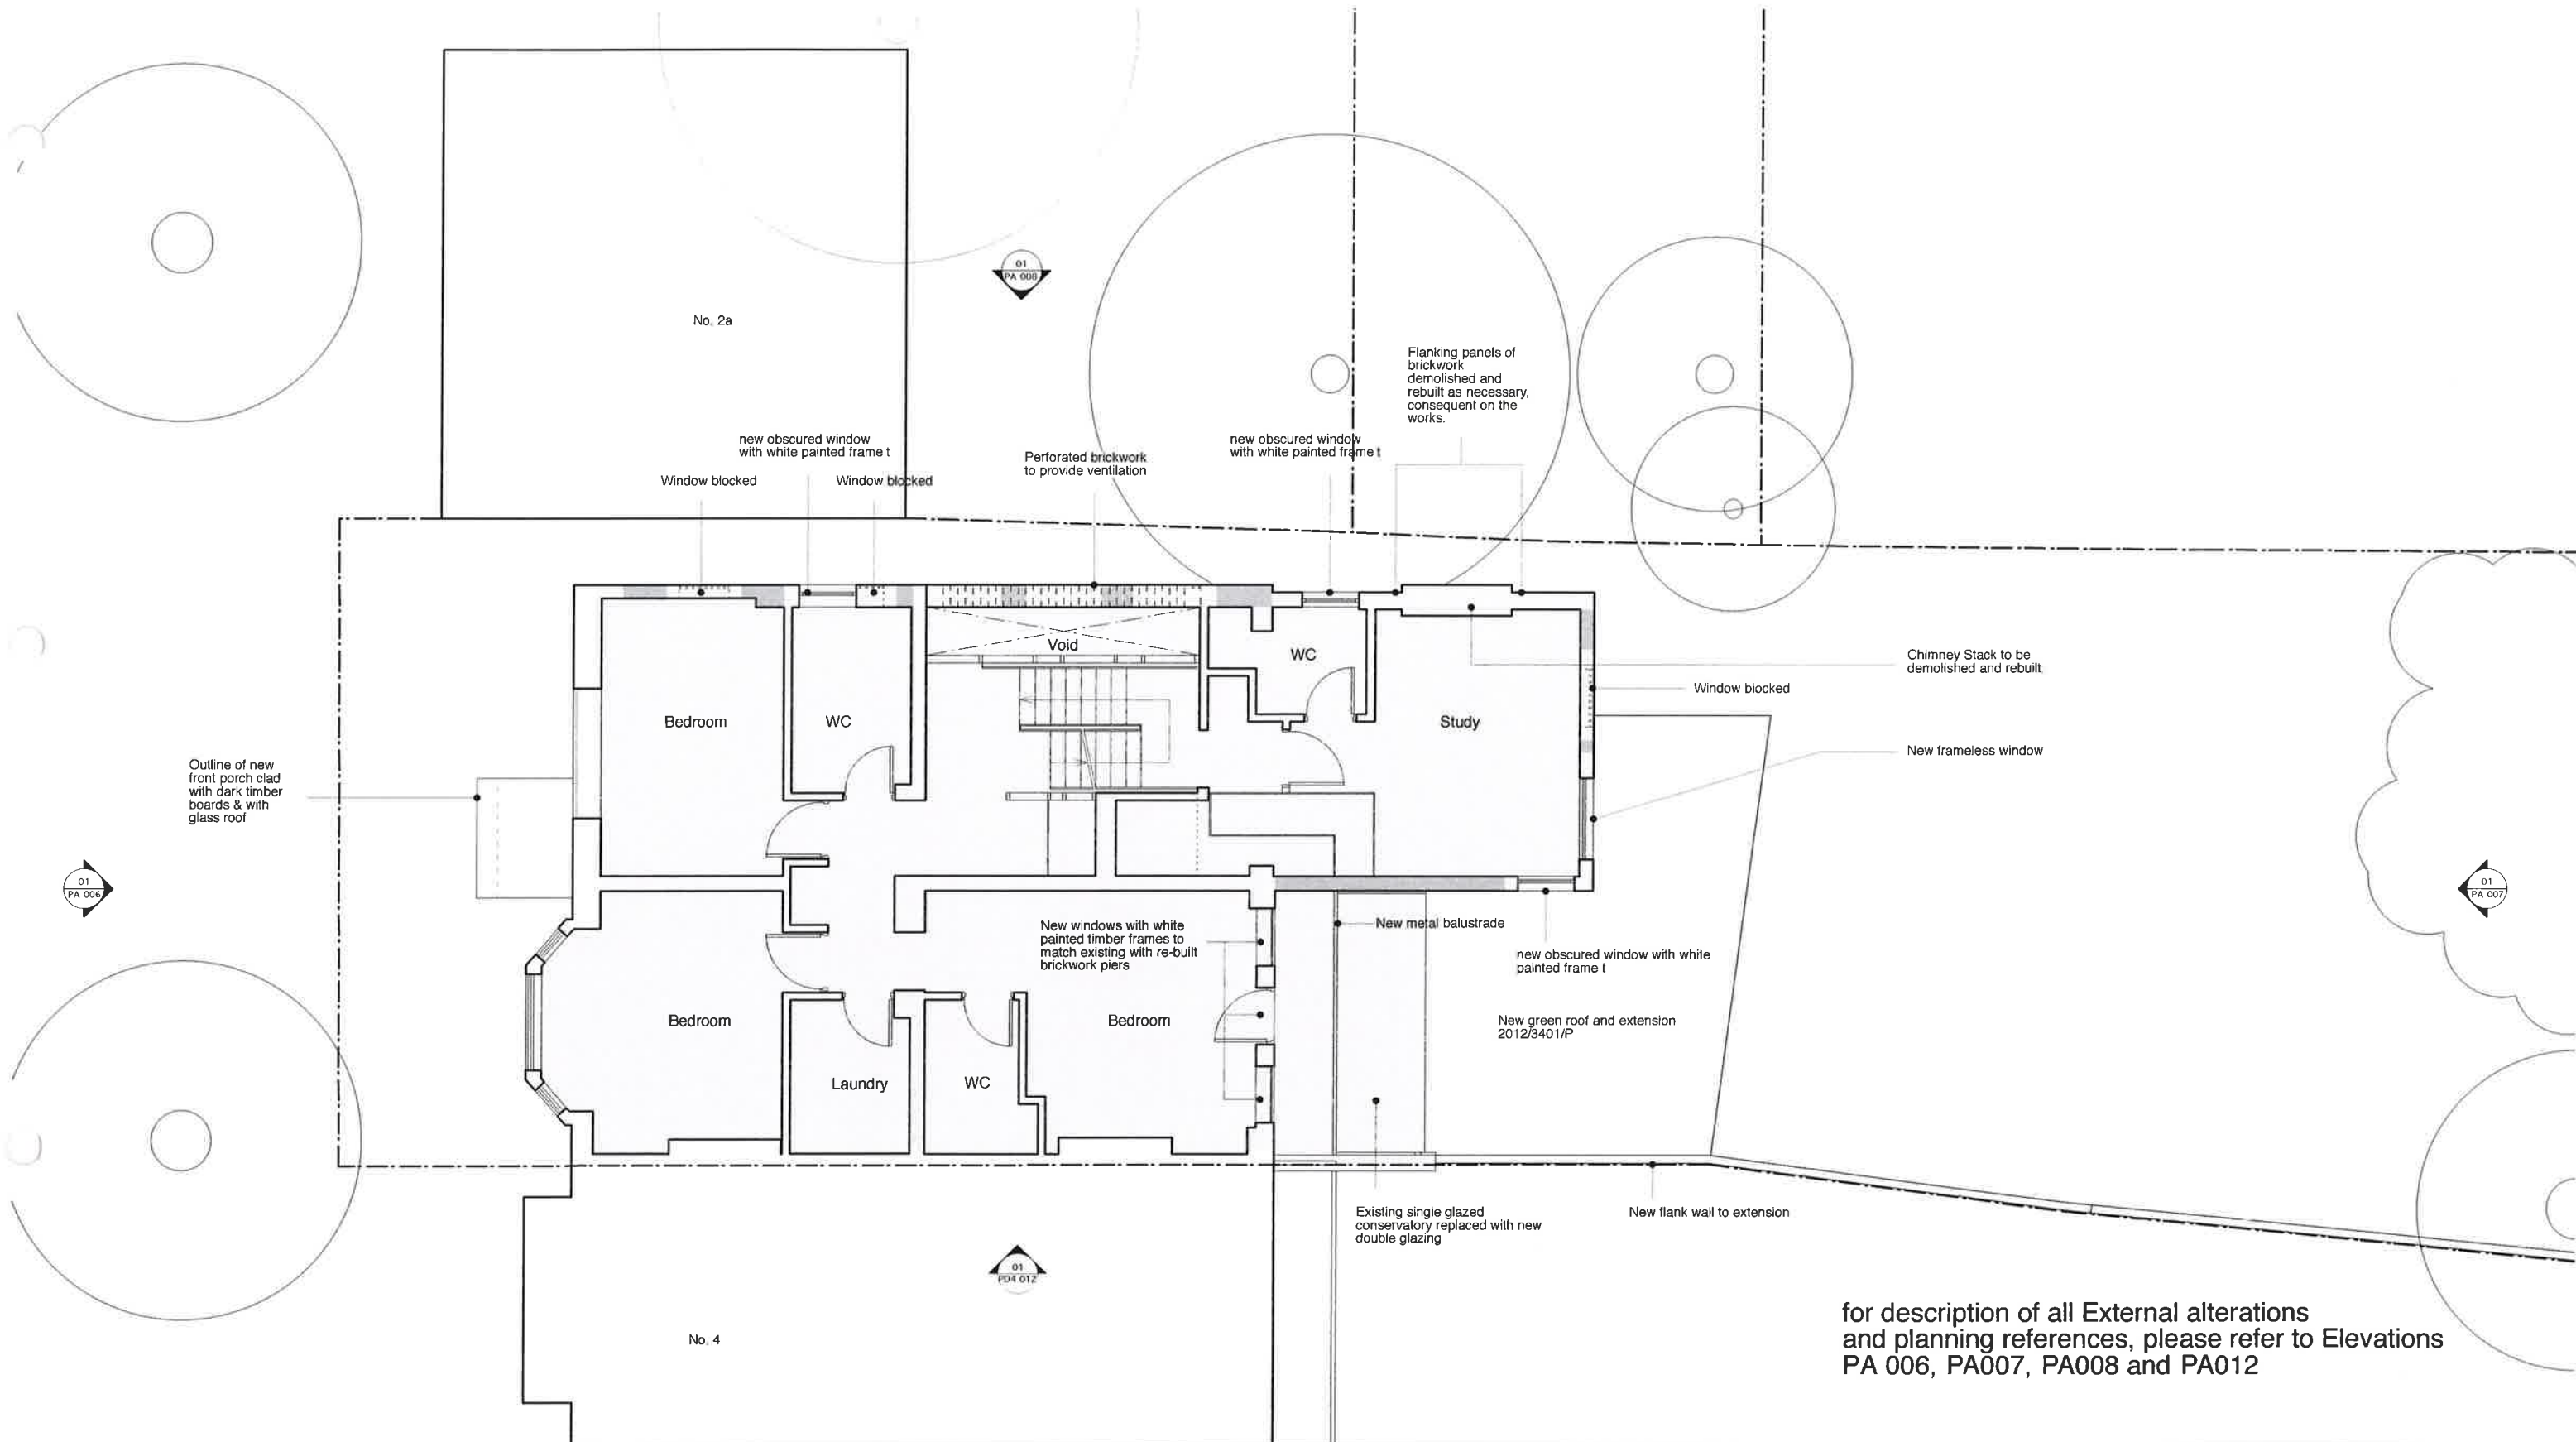 01
PA 008
No. 2a
Flanking panels of
brickwork
demolished and
rebuilt as necessary,
consequent on the
works.
new obscured window
with white painted frame t
Window blocked
Window blocked
Perforated brickwork
to provide ventilation
new obscured window
with white painted frame t
Void
WC
Chimney Stack to be
demolished and rebuilt
Window blocked
Bedroom
WC
Study
New frameless window
Outline of new
front porch clad
with dark timber
boards & with
glass roof
01
PA 006
01
PA 007
New windows with white
painted timber frames to
match existing with re-built
brickwork piers
New metal balustrade
new obscured window with white
painted frame t
Bedroom
Bedroom
New green roof and extension
2012/3401/P
Laundry
WC
Existing single glazed
conservatory replaced with new
double glazing
New flank wall to extension
01
PD4 012
No. 4
for description of all External alterations
and planning references, please refer to Elevations
PA 006, PA007, PA008 and PA012